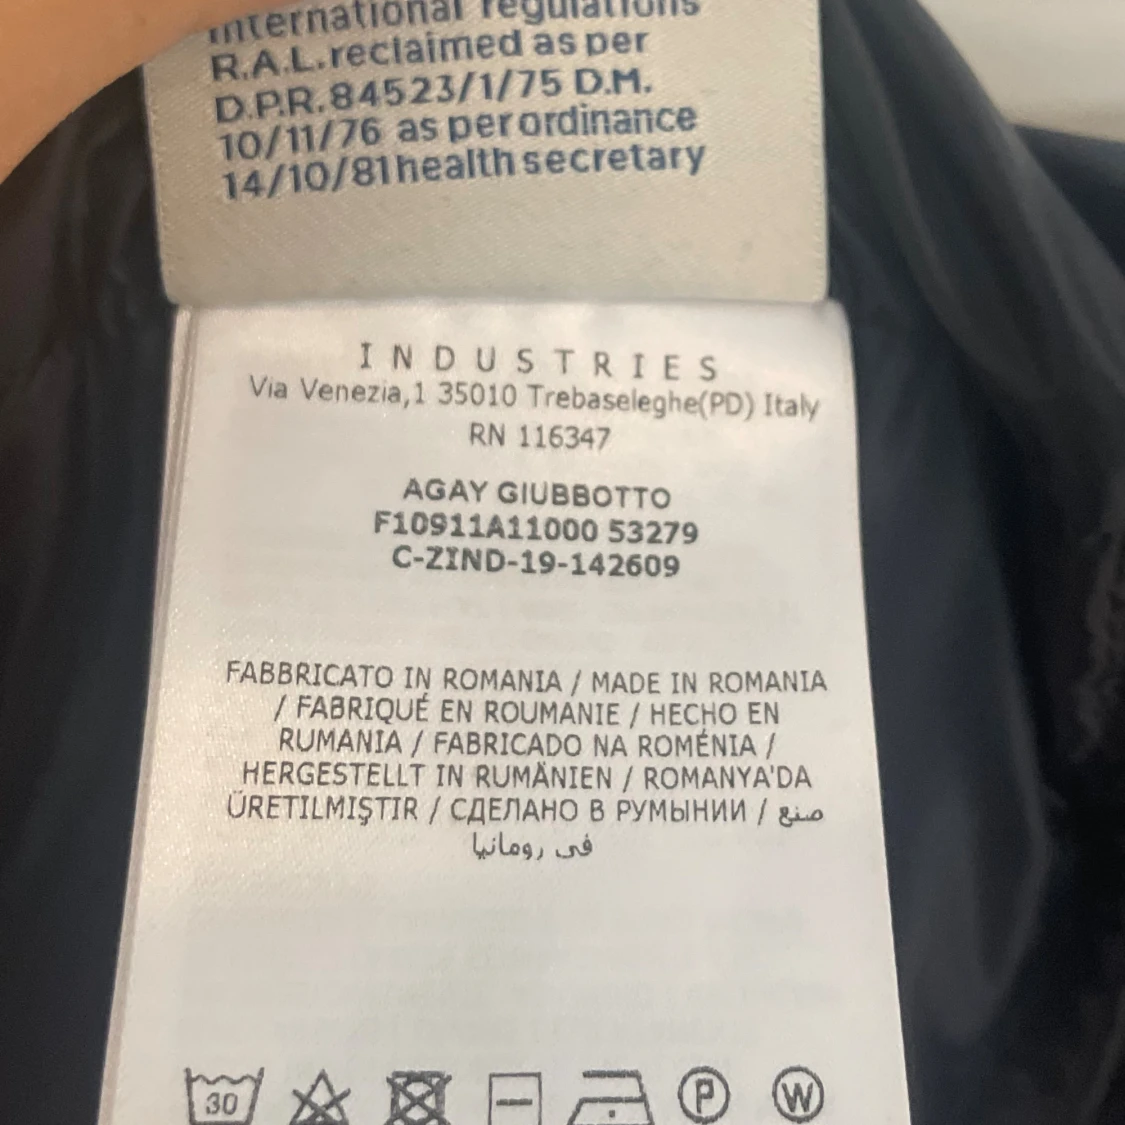 international regulations
R.A.L.reclaimed as per
D.P.R.84523/1/75 D.M.
10/11/76 as per ordinance
14/10/81 health secretary
INDUSTRIES
Via Venezia,1 35010 Trebaseleghe(PD) Italy
RN 116347
AGAY GIUBBOTTO
F10911A11000 53279
C-ZIND-19-142609
FABBRICATO IN ROMANIA / MADE IN ROMANIA
/ FABRIQUÉ EN ROUMANIE / HECHO EN
RUMANIA / FABRICADO NA ROMÉNIA /
HERGESTELLT IN RUMÄNIEN / ROMANYA'DA
ÜRETILMIŞTIR / СДЕЛАНО В РУМЫНИИ / صنع
في رومانيا
30
P W